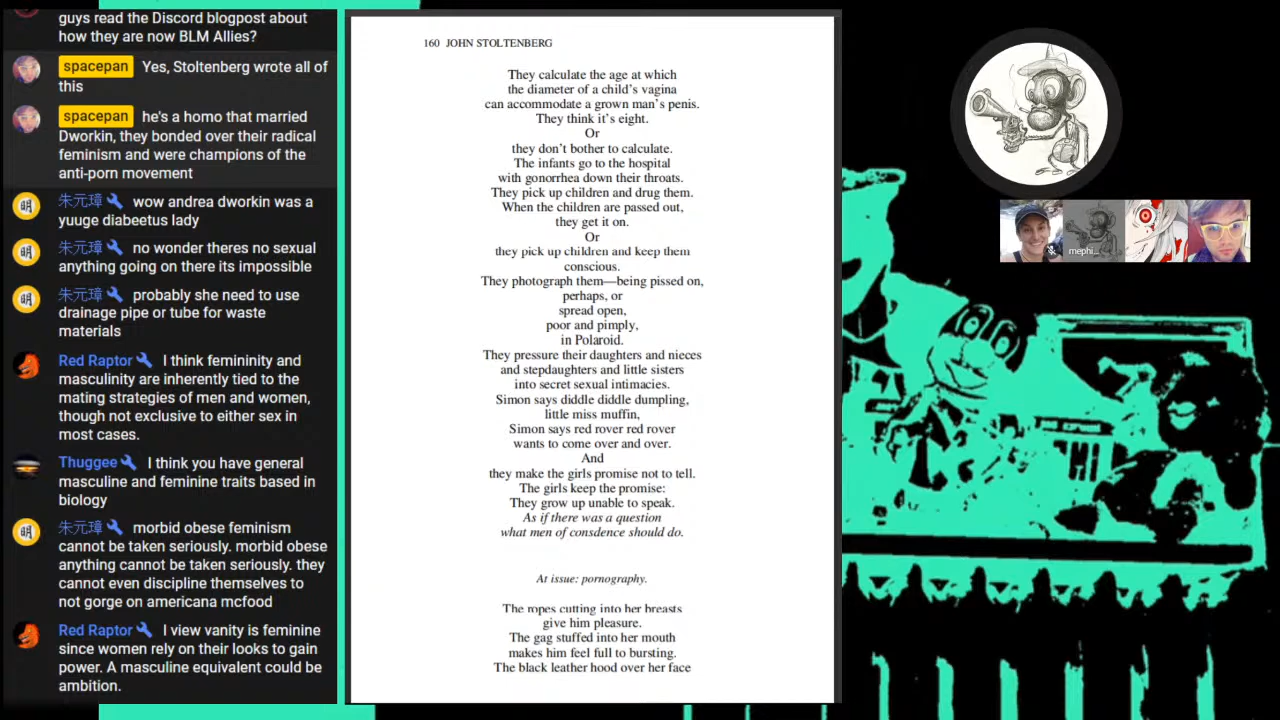 guys read the Discord blogpost about
how they are now BLM Allies?
spacepan Yes, Stoltenberg wrote all of
this
spacepan he's a homo that married
Dworkin, they bonded over their radical
feminism and were champions of the
anti-porn movement
朱元璋 wow andrea dworkin was a
yuuge diabeetus lady
朱元璋 no wonder theres no sexual
anything going on there its impossible
朱元璋 probably she need to use
drainage pipe or tube for waste
materials
Red Raptor I think femininity and
masculinity are inherently tied to the
mating strategies of men and women,
though not exclusive to either sex in
most cases.
Thuggee I think you have general
masculine and feminine traits based in
biology
朱元璋 morbid obese feminism
cannot be taken seriously. morbid obese
anything cannot be taken seriously. they
cannot even discipline themselves to
not gorge on americana mcfood
Red Raptor I view vanity is feminine
since women rely on their looks to gain
power. A masculine equivalent could be
ambition.
160 JOHN STOLTENBERG
They calculate the age at which
the diameter of a child's vagina
can accommodate a grown man's penis.
They think it's eight.
Or
they don't bother to calculate.
The infants go to the hospital
with gonorrhea down their throats.
They pick up children and drug them.
When the children are passed out,
they get it on.
Or
they pick up children and keep them
conscious.
They photograph them—being pissed on,
perhaps, or
spread open,
poor and pimply,
in Polaroid.
They pressure their daughters and nieces
and stepdaughters and little sisters
into secret sexual intimacies.
Simon says diddle diddle dumpling,
little miss muffin,
Simon says red rover red rover
wants to come over and over.
And
they make the girls promise not to tell.
The girls keep the promise:
They grow up unable to speak.
As if there was a question
what men of consdence should do.
At issue: pornography.
The ropes cutting into her breasts
give him pleasure.
The gag stuffed into her mouth
makes him feel full to bursting.
The black leather hood over her face
mephi...